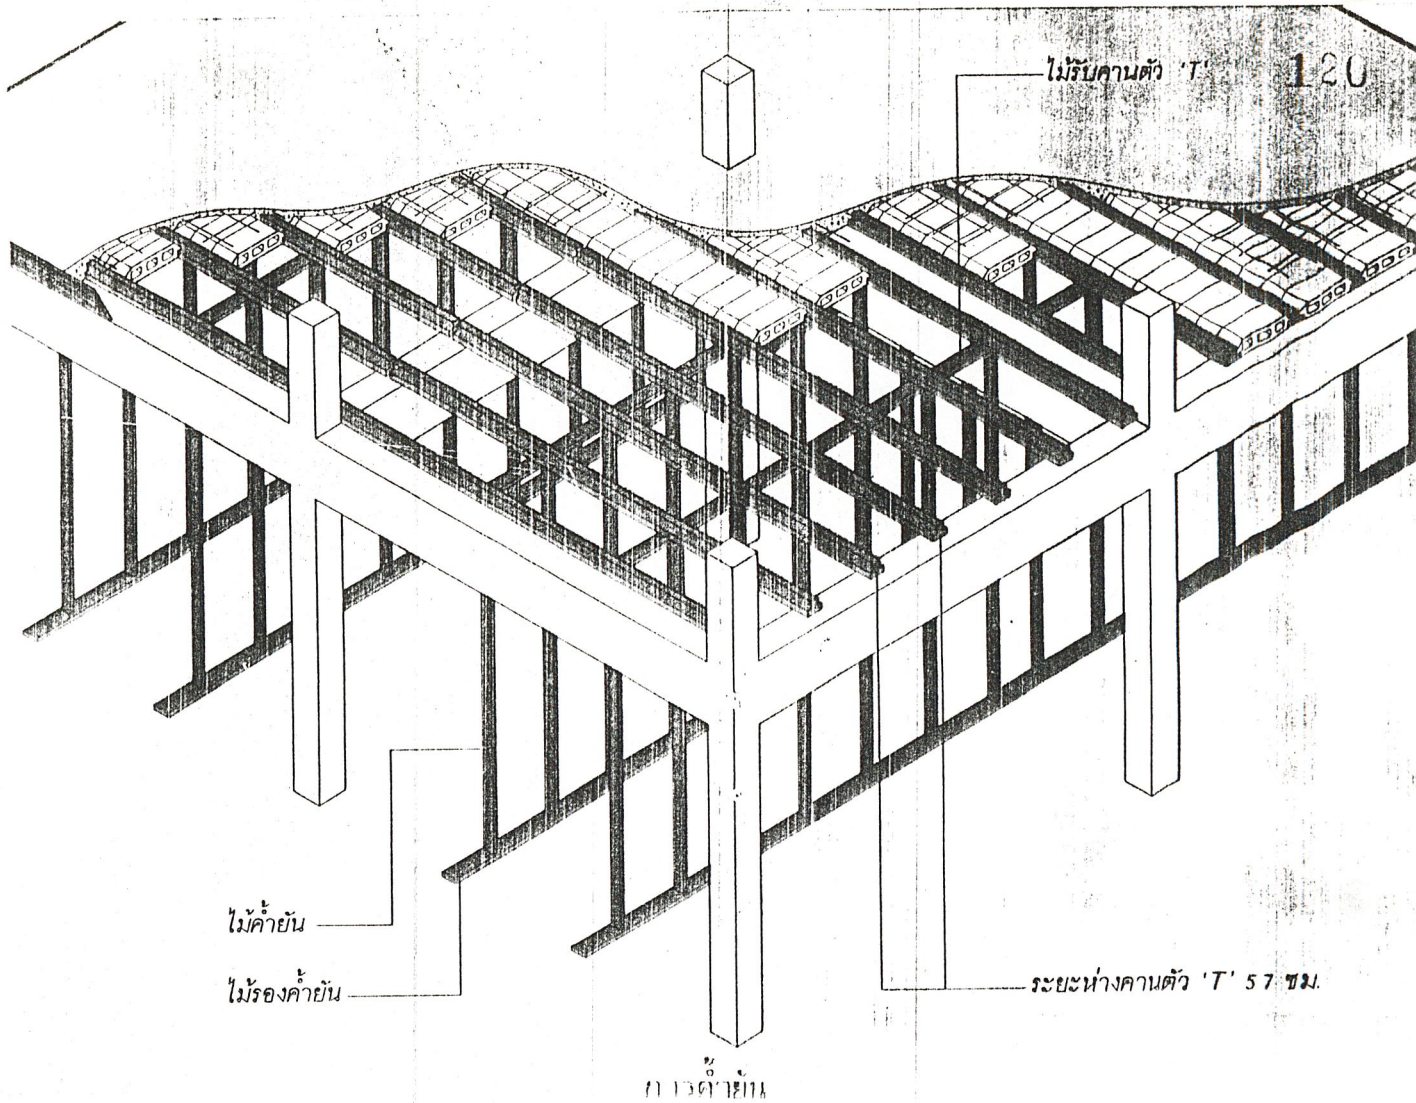 ไม้รับคานตัว 'T'
120
ไม้ค้ำยัน
ไม้รองค้ำยัน
ระยะห่างคานตัว 'T' 57 ซม.
การค้ำยัน